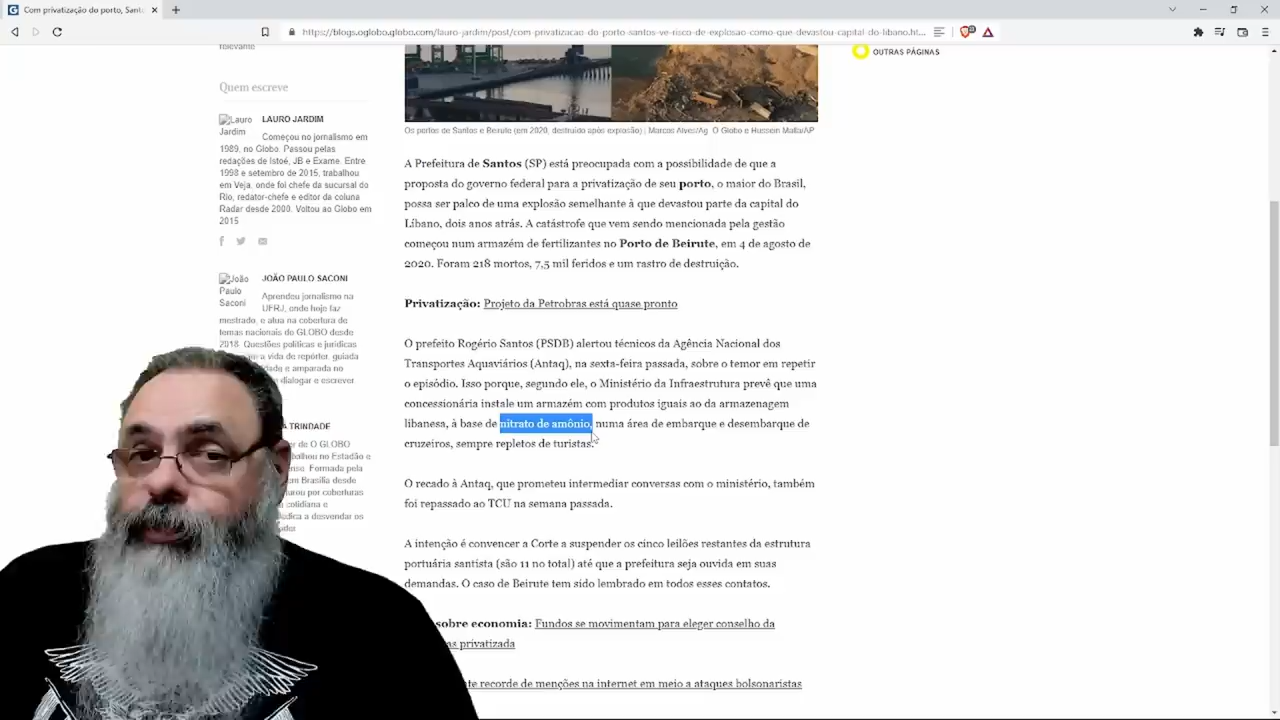 Com privatização do porto, Sant
https://blogs.oglobo.globo.com/lauro-jardim/post/com-privatizacao-do-porto-santos-ve-risco-de-explosao-como-que-devastou-capital-do-libano.ht...
relevante
Quem escreve
Lauro Jardim
LAURO JARDIM
Começou no jornalismo em
1989, no Globo. Passou pelas
redações de Istoé, JB e Exame. Entre
1998 e setembro de 2015, trabalhou
em Veja, onde foi chefe da sucursal do
Rio, redator-chefe e editor da coluna
Radar desde 2000. Voltou ao Globo em
2015
João Paulo Saconi
JOÃO PAULO SACONI
Aprendeu jornalismo na
UFRJ, onde hoje faz
mestrado, e atua na cobertura de
temas nacionais do GLOBO desde
2018. Questões políticas e jurídicas
a vida de repórter, guiada
idade e amparada no
dialogar e escrever
A TRINDADE
er de O GLOBO
balhou no Estadão e
ense. Formada pela
m Brasília desde
turou por coberturas
cotidiana e
edica a desvendar os
oder
OUTRAS PÁGINAS
Os portos de Santos e Beirute (em 2020, destruído após explosão) | Marcos Alves/Ag. O Globo e Hussein Malla/AP
A Prefeitura de Santos (SP) está preocupada com a possibilidade de que a
proposta do governo federal para a privatização de seu porto, o maior do Brasil,
possa ser palco de uma explosão semelhante à que devastou parte da capital do
Líbano, dois anos atrás. A catástrofe que vem sendo mencionada pela gestão
começou num armazém de fertilizantes no Porto de Beirute, em 4 de agosto de
2020. Foram 218 mortos, 7,5 mil feridos e um rastro de destruição.
Privatização: Projeto da Petrobras está quase pronto
O prefeito Rogério Santos (PSDB) alertou técnicos da Agência Nacional dos
Transportes Aquaviários (Antaq), na sexta-feira passada, sobre o temor em repetir
o episódio. Isso porque, segundo ele, o Ministério da Infraestrutura prevê que uma
concessionária instale um armazém com produtos iguais ao da armazenagem
libanesa, à base de nitrato de amônio, numa área de embarque e desembarque de
cruzeiros, sempre repletos de turistas.
O recado à Antaq, que prometeu intermediar conversas com o ministério, também
foi repassado ao TCU na semana passada.
A intenção é convencer a Corte a suspender os cinco leilões restantes da estrutura
portuária santista (são 11 no total) até que a prefeitura seja ouvida em suas
demandas. O caso de Beirute tem sido lembrado em todos esses contatos.
sobre economia: Fundos se movimentam para eleger conselho da
as privatizada
te recorde de menções na internet em meio a ataques bolsonaristas